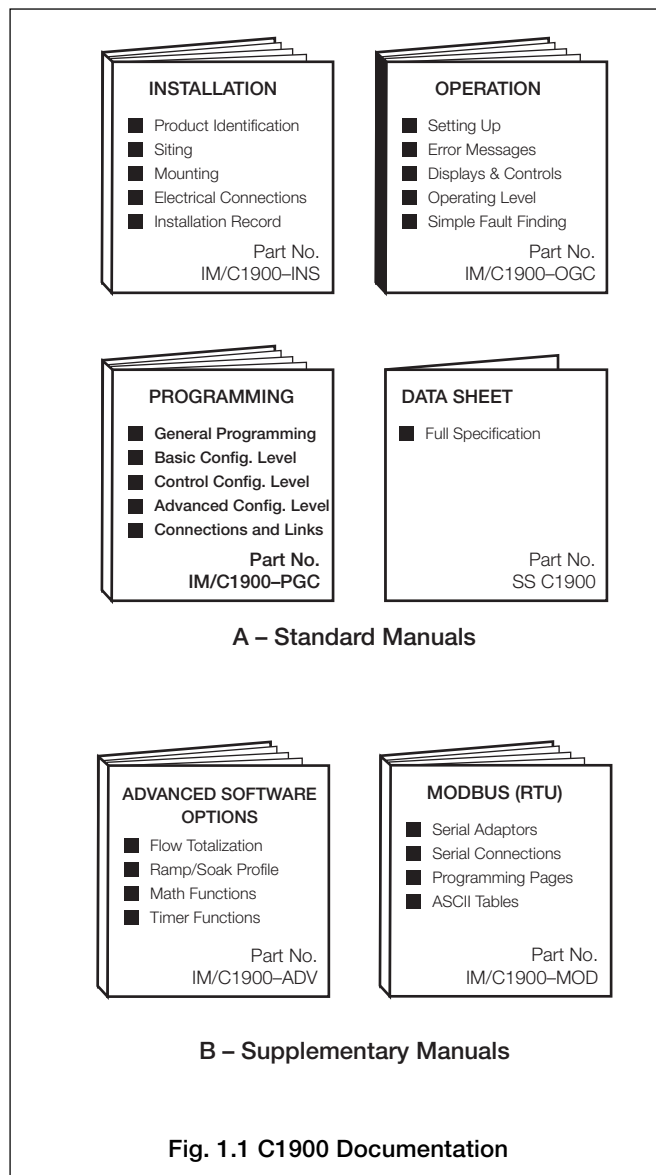 INSTALLATION
Product Identification
Siting
Mounting
Electrical Connections
Installation Record
Part No.
IM/C1900–INS
OPERATION
Setting Up
Error Messages
Displays & Controls
Operating Level
Simple Fault Finding
Part No.
IM/C1900–OGC
PROGRAMMING
General Programming
Basic Config. Level
Control Config. Level
Advanced Config. Level
Connections and Links
Part No.
IM/C1900–PGC
DATA SHEET
Full Specification
Part No.
SS C1900
A – Standard Manuals
ADVANCED SOFTWARE
OPTIONS
Flow Totalization
Ramp/Soak Profile
Math Functions
Timer Functions
Part No.
IM/C1900–ADV
MODBUS (RTU)
Serial Adaptors
Serial Connections
Programming Pages
ASCII Tables
Part No.
IM/C1900–MOD
B – Supplementary Manuals
Fig. 1.1 C1900 Documentation